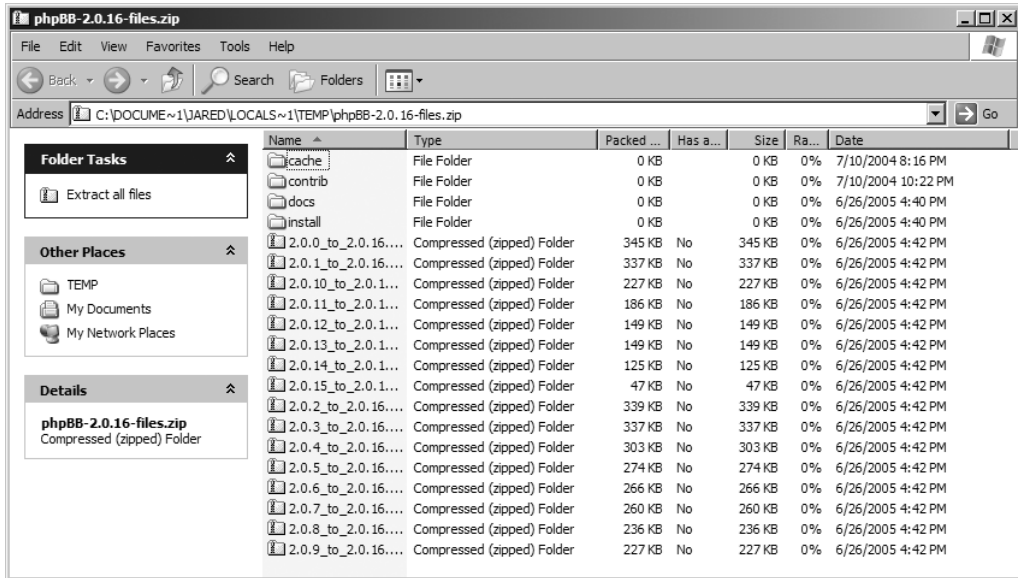 phpBB-2.0.16-files.zip
File Edit View Favorites Tools Help
Back Search Folders
Address C:\DOCUME~1\JARED\LOCALS~1\TEMP\phpBB-2.0.16-files.zip Go
Folder Tasks
Extract all files
Other Places
TEMP
My Documents
My Network Places
Details
phpBB-2.0.16-files.zip
Compressed (zipped) Folder
Name Type Packed ... Has a... Size Ra... Date
cache File Folder 0 KB 0 KB 0% 7/10/2004 8:16 PM
contrib File Folder 0 KB 0 KB 0% 7/10/2004 10:22 PM
docs File Folder 0 KB 0 KB 0% 6/26/2005 4:40 PM
install File Folder 0 KB 0 KB 0% 6/26/2005 4:40 PM
2.0.0_to_2.0.16.... Compressed (zipped) Folder 345 KB No 345 KB 0% 6/26/2005 4:42 PM
2.0.1_to_2.0.16.... Compressed (zipped) Folder 337 KB No 337 KB 0% 6/26/2005 4:42 PM
2.0.10_to_2.0.1... Compressed (zipped) Folder 227 KB No 227 KB 0% 6/26/2005 4:42 PM
2.0.11_to_2.0.1... Compressed (zipped) Folder 186 KB No 186 KB 0% 6/26/2005 4:42 PM
2.0.12_to_2.0.1... Compressed (zipped) Folder 149 KB No 149 KB 0% 6/26/2005 4:42 PM
2.0.13_to_2.0.1... Compressed (zipped) Folder 149 KB No 149 KB 0% 6/26/2005 4:42 PM
2.0.14_to_2.0.1... Compressed (zipped) Folder 125 KB No 125 KB 0% 6/26/2005 4:42 PM
2.0.15_to_2.0.1... Compressed (zipped) Folder 47 KB No 47 KB 0% 6/26/2005 4:42 PM
2.0.2_to_2.0.16.... Compressed (zipped) Folder 339 KB No 339 KB 0% 6/26/2005 4:42 PM
2.0.3_to_2.0.16.... Compressed (zipped) Folder 337 KB No 337 KB 0% 6/26/2005 4:42 PM
2.0.4_to_2.0.16.... Compressed (zipped) Folder 303 KB No 303 KB 0% 6/26/2005 4:42 PM
2.0.5_to_2.0.16.... Compressed (zipped) Folder 274 KB No 274 KB 0% 6/26/2005 4:42 PM
2.0.6_to_2.0.16.... Compressed (zipped) Folder 266 KB No 266 KB 0% 6/26/2005 4:42 PM
2.0.7_to_2.0.16.... Compressed (zipped) Folder 260 KB No 260 KB 0% 6/26/2005 4:42 PM
2.0.8_to_2.0.16.... Compressed (zipped) Folder 236 KB No 236 KB 0% 6/26/2005 4:42 PM
2.0.9_to_2.0.16.... Compressed (zipped) Folder 227 KB No 227 KB 0% 6/26/2005 4:42 PM